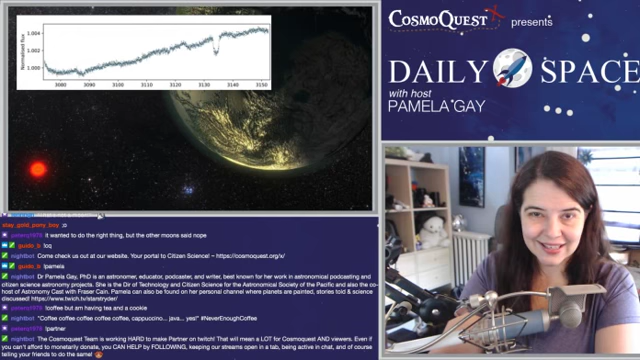 1.004
1.002
1.000
Normalised flux
3080 3090 3100 3110 3120 3130 3140 3150
COSMOQUEST presents
DAILY SPACE
with host
PAMELA GAY
stay_gold_pony_boy
It wanted to do the right thing, but the other moons said nope
guido_b !cq
nightbot Come check us out at our website. Your portal to Citizen Science! ~ https://cosmoquest.org/x/
guido_b !pamela
nightbot Dr Pamela Gay, PhD is an astronomer, educator, podcaster, and writer, best known for her work in astronomical podcasting and
citizen science astronomy projects. She is the Dir of Technology and Citizen Science for the Astronomical Society of the Pacific and also the co-
host of Astronomy Cast with Fraser Cain. Pamela can also be found on her personal channel where planets are painted, stories told & science
discussed! https://www.twich.tv/starstryder/
!coffee but am having tea and a cookie
nightbot "Coffee coffee coffee coffee coffee, cappuccino... java... yes!" #NeverEnoughCoffee
!partner
nightbot The Cosmoquest Team is working HARD to make Partner on twitch! That will mean a LOT for Cosmoquest AND viewers. Even if
you can't afford to monetarily donate, you CAN HELP by FOLLOWING, keeping our streams open in a tab, being active in chat, and of course
telling your friends to do the same!